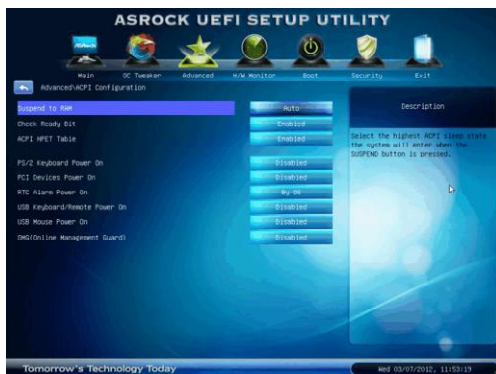 ASROCK UEFI SETUP UTILITY
Main OC Tweaker Advanced H/W Monitor Boot Security Exit
Advanced\ACPI Configuration
Suspend to RAM Auto
Check Ready Bit Enabled
ACPI HPET Table Enabled
PS/2 Keyboard Power On Disabled
PCI Devices Power On Disabled
RTC Alarm Power On By OS
USB Keyboard/Remote Power On Disabled
USB Mouse Power On Disabled
OMG(Online Management Guard) Disabled
Description
Select the highest ACPI sleep state
the system will enter when the
SUSPEND button is pressed.
Tomorrow's Technology Today
Wed 03/07/2012, 11:53:19